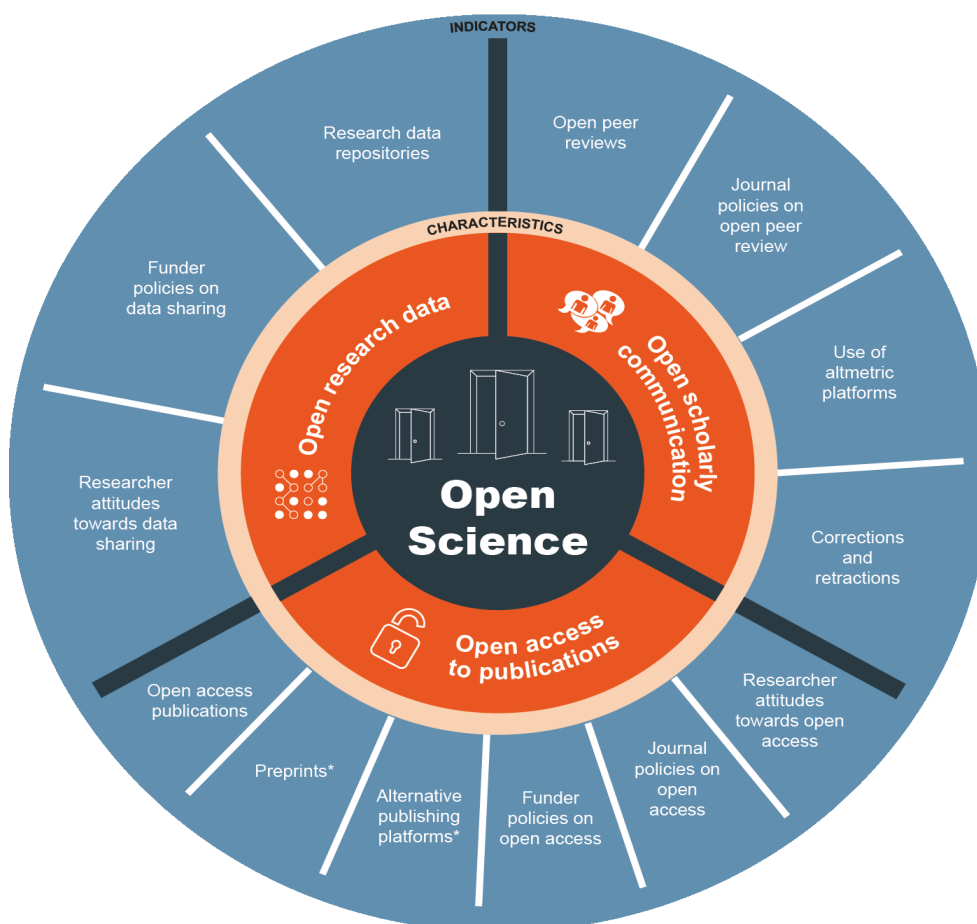 INDICATORS
Research data
repositories
Open peer
reviews
Journal
policies on
open peer
review
Funder
policies on
data sharing
CHARACTERISTICS
Open research data
Open scholarly
communication
Use of
altmetric
platforms
Researcher
attitudes
towards data
sharing
Open
Science
Corrections and
retractions
Open access
to publications
Open access
publications
Preprints*
Alternative
publishing
platforms*
Funder
policies on
open access
Journal
policies on
open
access
Researcher
attitudes
towards open
access